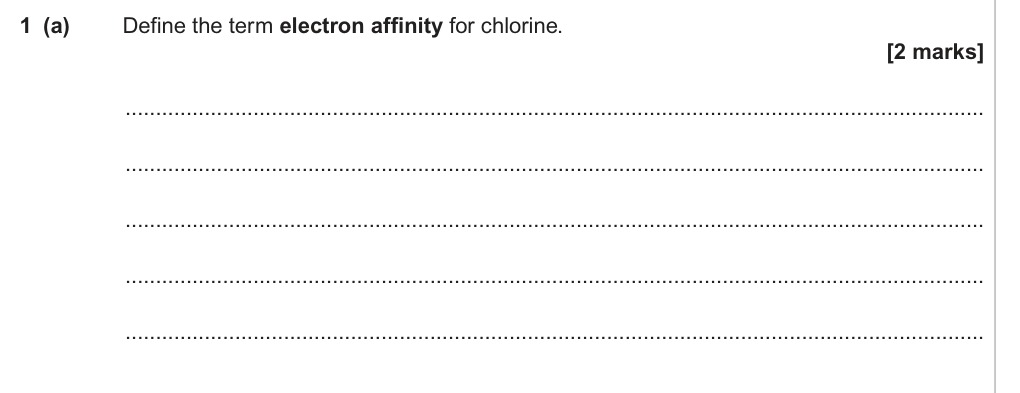 1 (a) Define the term electron affinity for chlorine.
[2 marks]